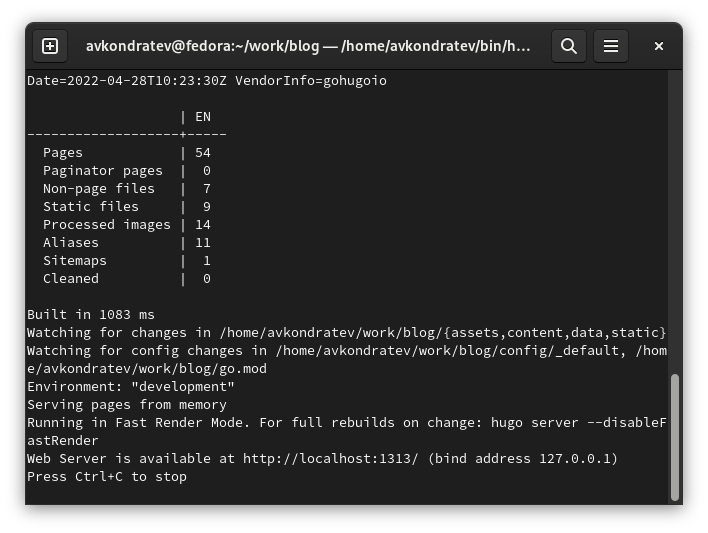 avkondratev@fedora:~/work/blog — /home/avkondratev/bin/h...
Date=2022-04-28T10:23:30Z VendorInfo=gohugoio
                   | EN
-------------------+-----
  Pages            | 54
  Paginator pages  |  0
  Non-page files   |  7
  Static files     |  9
  Processed images | 14
  Aliases          | 11
  Sitemaps         |  1
  Cleaned          |  0
Built in 1083 ms
Watching for changes in /home/avkondratev/work/blog/{assets,content,data,static}
Watching for config changes in /home/avkondratev/work/blog/config/_default, /hom
e/avkondratev/work/blog/go.mod
Environment: "development"
Serving pages from memory
Running in Fast Render Mode. For full rebuilds on change: hugo server --disableF
astRender
Web Server is available at http://localhost:1313/ (bind address 127.0.0.1)
Press Ctrl+C to stop